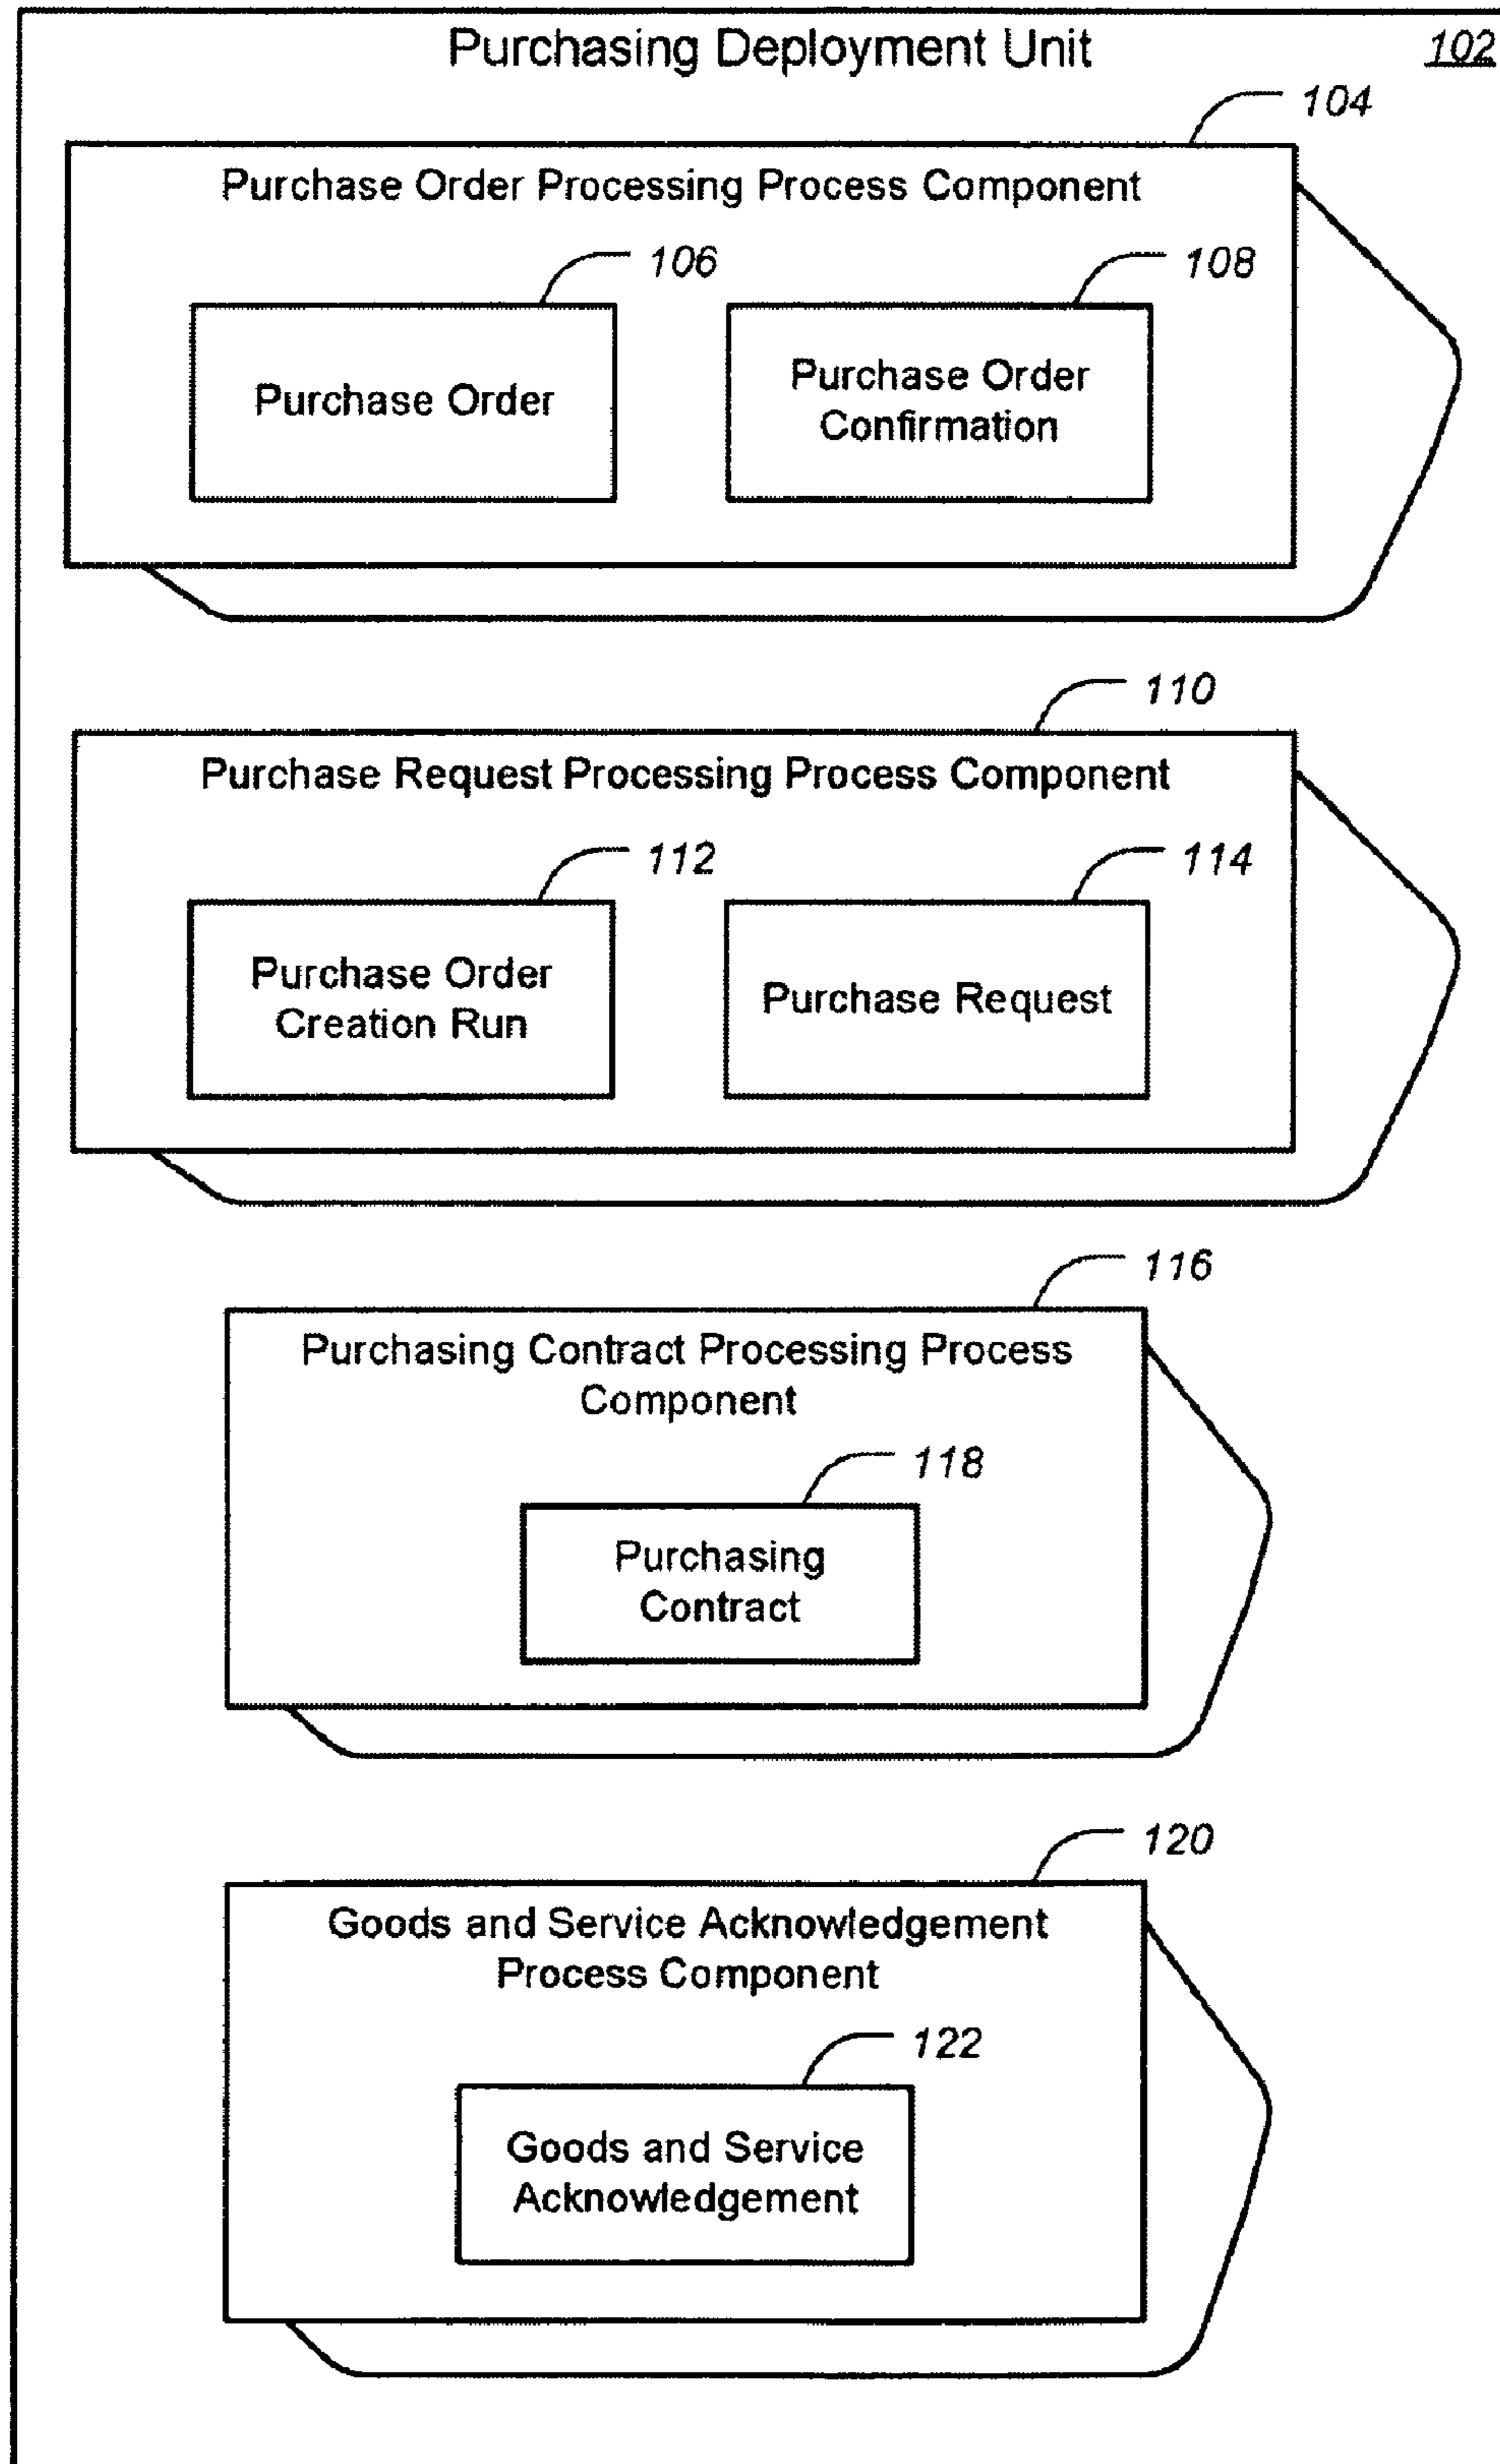 Purchasing Deployment Unit 102
104
Purchase Order Processing Process Component
106 108
Purchase Order
Purchase Order
Confirmation
110
Purchase Request Processing Process Component
112 114
Purchase Order
Creation Run
Purchase Request
116
Purchasing Contract Processing Process
Component
118
Purchasing
Contract
120
Goods and Service Acknowledgement
Process Component
122
Goods and Service
Acknowledgement